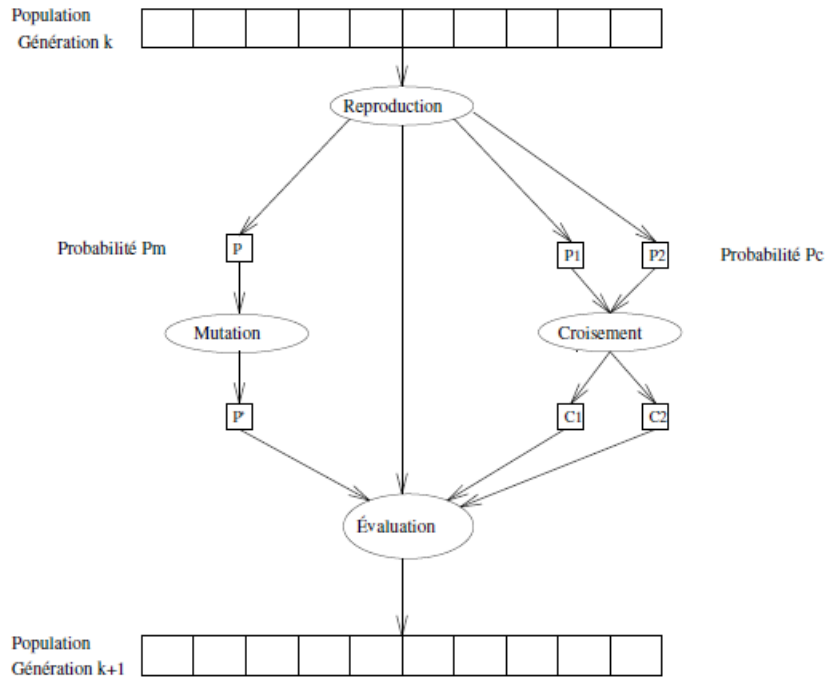 Population
Génération k
Reproduction
Probabilité Pm
P
P1
P2
Probabilité Pc
Mutation
Croisement
P'
C1
C2
Évaluation
Population
Génération k+1